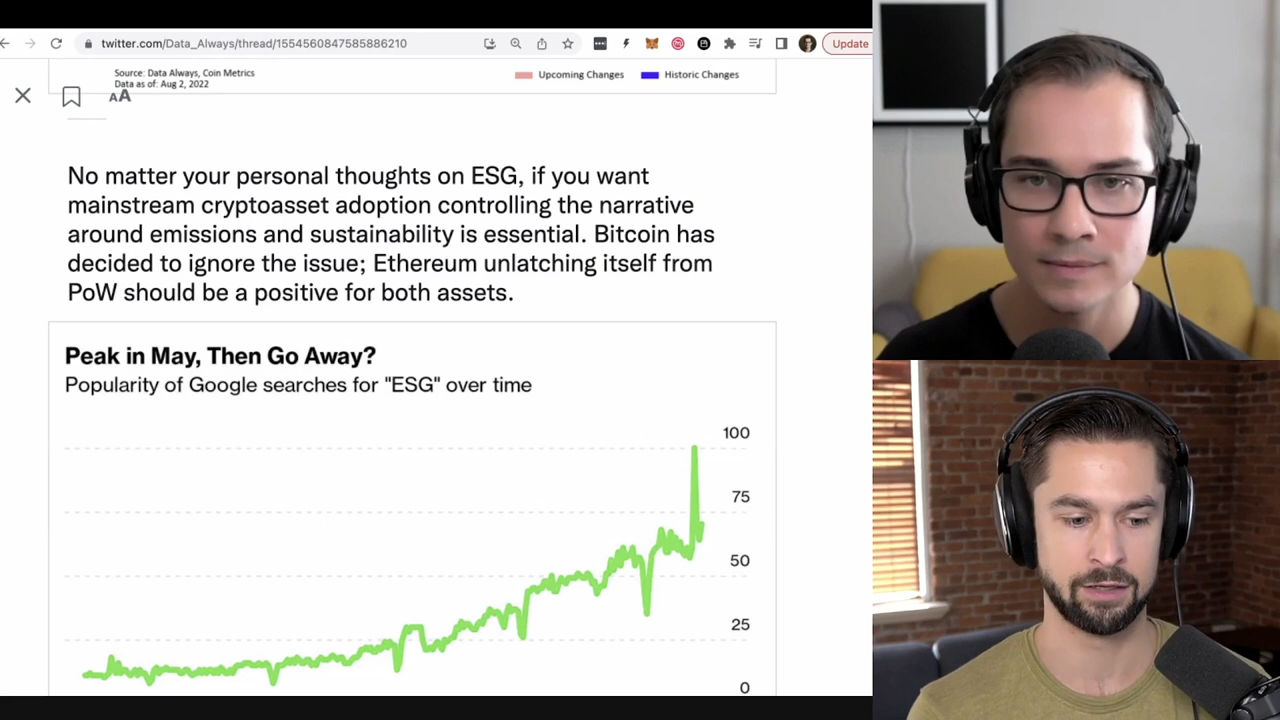 twitter.com/Data_Always/thread/1554560847585886210
Update
Source: Data Always, Coin Metrics
Data as of: Aug 2, 2022
Upcoming Changes
Historic Changes
AA
No matter your personal thoughts on ESG, if you want
mainstream cryptoasset adoption controlling the narrative
around emissions and sustainability is essential. Bitcoin has
decided to ignore the issue; Ethereum unlatching itself from
PoW should be a positive for both assets.
Peak in May, Then Go Away?
Popularity of Google searches for "ESG" over time
100
75
50
25
0